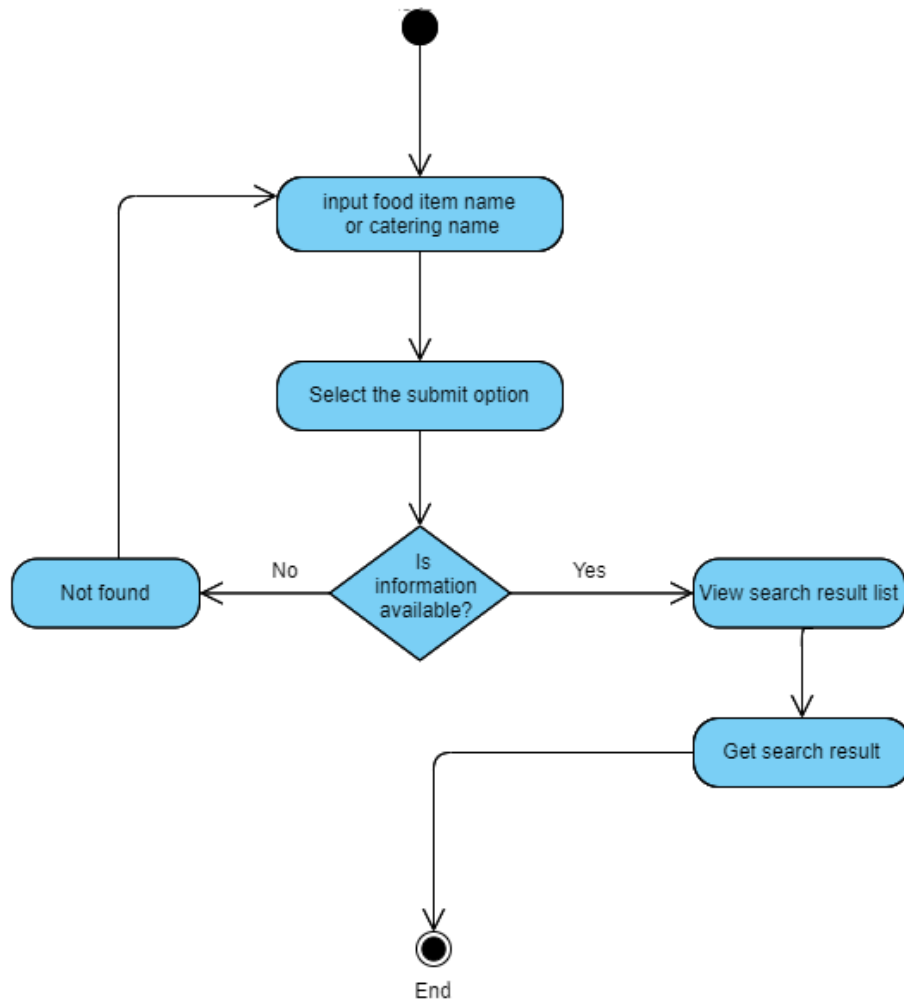 input food item name
or catering name
Select the submit option
Is
information
available?
No
Yes
Not found
View search result list
Get search result
End